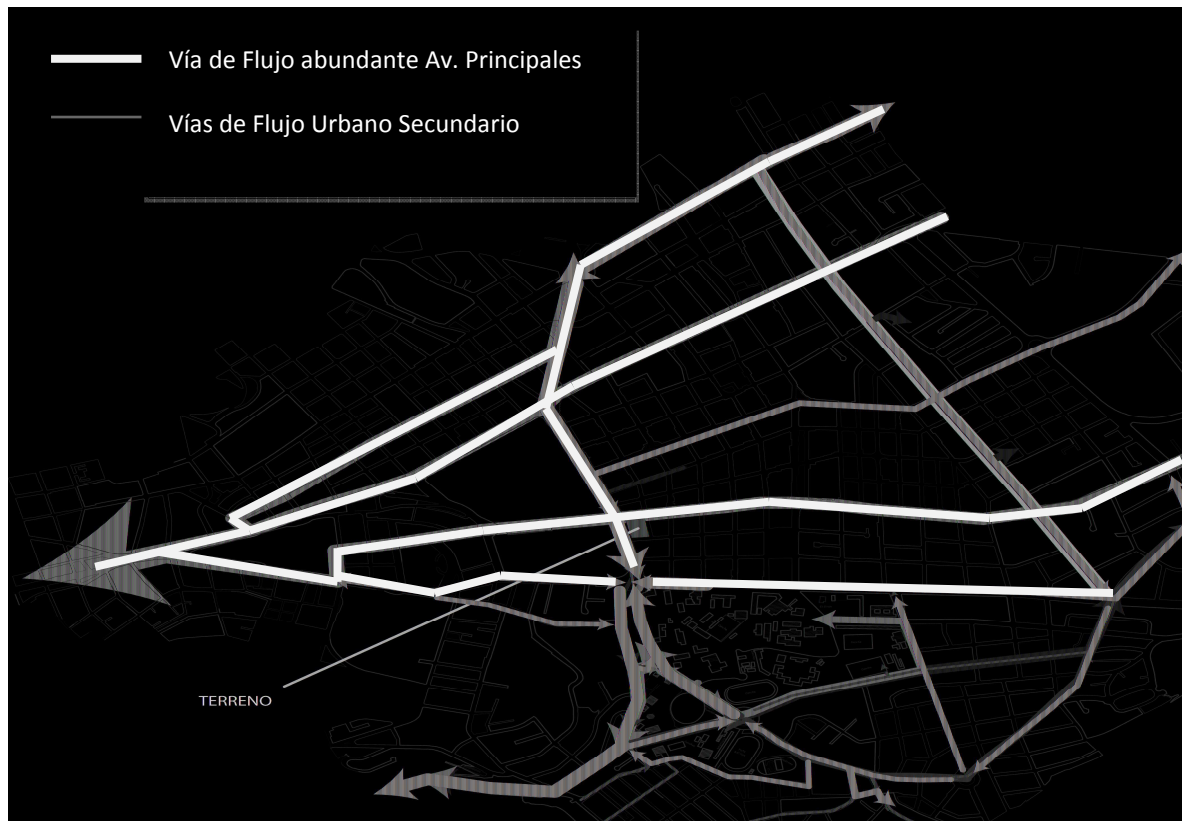 Vía de Flujo abundante Av. Principales
Vías de Flujo Urbano Secundario
TERRENO